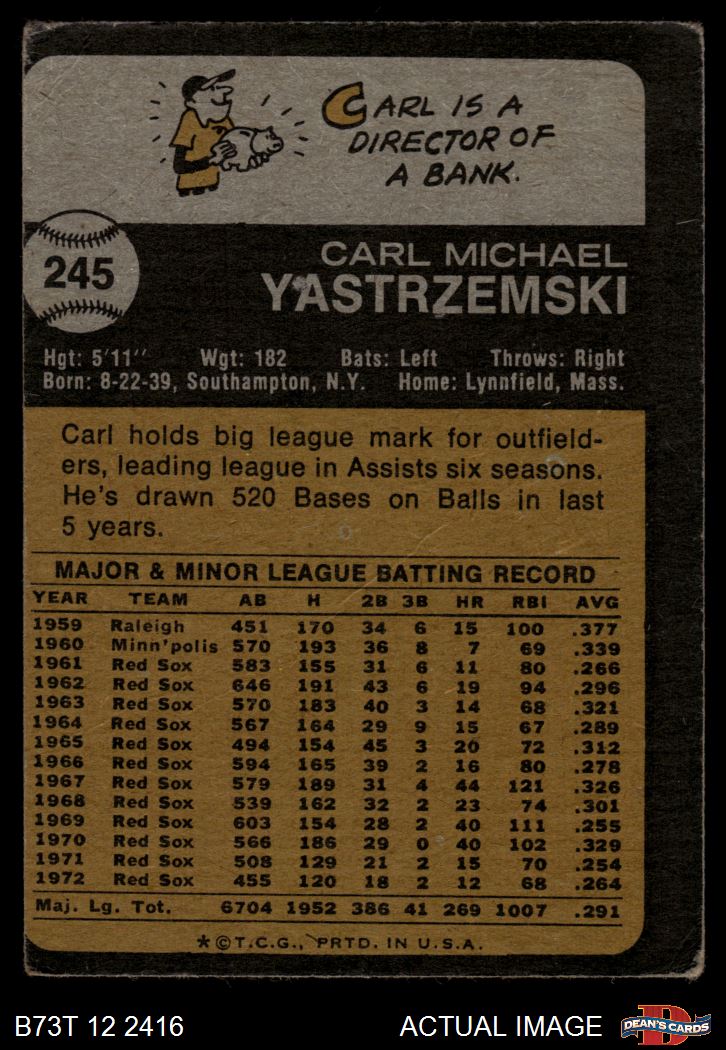 CARL IS A
DIRECTOR OF
A BANK.
245
CARL MICHAEL
YASTRZEMSKI
Hgt: 5'11" Wgt: 182 Bats: Left Throws: Right
Born: 8-22-39, Southampton, N.Y. Home: Lynnfield, Mass.
Carl holds big league mark for outfield-
ers, leading league in Assists six seasons.
He's drawn 520 Bases on Balls in last
5 years.
MAJOR & MINOR LEAGUE BATTING RECORD
YEAR TEAM AB H 2B 3B HR RBI AVG
1959 Raleigh 451 170 34 6 15 100 .377
1960 Minn'polis 570 193 36 8 7 69 .339
1961 Red Sox 583 155 31 6 11 80 .266
1962 Red Sox 646 191 43 6 19 94 .296
1963 Red Sox 570 183 40 3 14 68 .321
1964 Red Sox 567 164 29 9 15 67 .289
1965 Red Sox 494 154 45 3 20 72 .312
1966 Red Sox 594 165 39 2 16 80 .278
1967 Red Sox 579 189 31 4 44 121 .326
1968 Red Sox 539 162 32 2 23 74 .301
1969 Red Sox 603 154 28 2 40 111 .255
1970 Red Sox 566 186 29 0 40 102 .329
1971 Red Sox 508 129 21 2 15 70 .254
1972 Red Sox 455 120 18 2 12 68 .264
Maj. Lg. Tot. 6704 1952 386 41 269 1007 .291
*©T.C.G., PRTD. IN U.S.A.
B73T 12 2416 ACTUAL IMAGE
D
DEAN'S CARDS